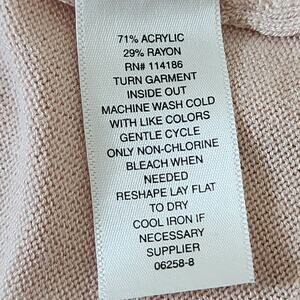 71% ACRYLIC
29% RAYON
RN# 114186
TURN GARMENT
INSIDE OUT
MACHINE WASH COLD
WITH LIKE COLORS
GENTLE CYCLE
ONLY NON-CHLORINE
BLEACH WHEN
NEEDED
RESHAPE LAY FLAT
TO DRY
COOL IRON IF
NECESSARY
SUPPLIER
06258-8